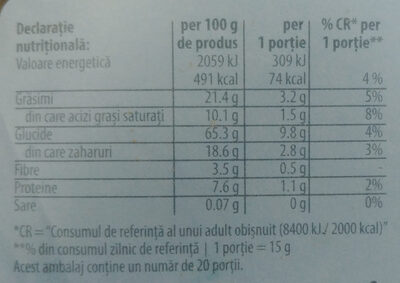 Declarație per 100 g per % CR* per
nutrițională: de produs 1 porție 1 porție**
Valoare energetică 2059 kJ 309 kJ
491 kcal 74 kcal 4 %
Grăsimi 21.4 g 3.2 g 5%
din care acizi grași saturați 10.1 g 1.5 g 8%
Glucide 65.3 g 9.8 g 4%
din care zaharuri 18.6 g 2.8 g 3%
Fibre 3.5 g 0.5 g -
Proteine 7.6 g 1.1 g 2%
Sare 0.07 g 0 g 0%
*CR = "Consumul de referință al unui adult obișnuit (8400 kJ / 2000 kcal)"
**% din consumul zilnic de referință | 1 porție = 15 g
Acest ambalaj conține un număr de 20 porții.